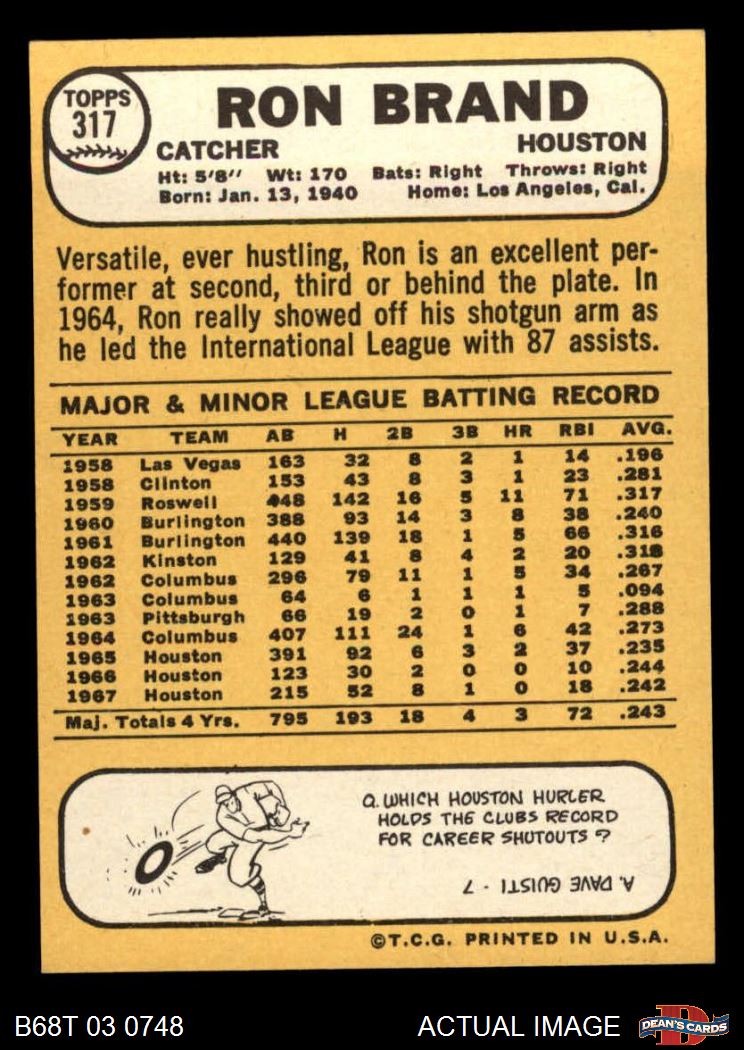 TOPPS
317
RON BRAND
CATCHER HOUSTON
Ht: 5'8" Wt: 170 Bats: Right Throws: Right
Born: Jan. 13, 1940 Home: Los Angeles, Cal.
Versatile, ever hustling, Ron is an excellent per-
former at second, third or behind the plate. In
1964, Ron really showed off his shotgun arm as
he led the International League with 87 assists.
MAJOR & MINOR LEAGUE BATTING RECORD
YEAR TEAM AB H 2B 3B HR RBI AVG.
1958 Las Vegas 163 32 8 2 1 14 .196
1958 Clinton 153 43 8 3 1 23 .281
1959 Roswell 448 142 16 5 11 71 .317
1960 Burlington 388 93 14 3 8 38 .240
1961 Burlington 440 139 18 1 5 66 .316
1962 Kinston 129 41 8 4 2 20 .318
1962 Columbus 296 79 11 1 5 34 .267
1963 Columbus 64 6 1 1 1 5 .094
1963 Pittsburgh 66 19 2 0 1 7 .288
1964 Columbus 407 111 24 1 6 42 .273
1965 Houston 391 92 6 3 2 37 .235
1966 Houston 123 30 2 0 0 10 .244
1967 Houston 215 52 8 1 0 18 .242
Maj. Totals 4 Yrs. 795 193 18 4 3 72 .243
Q. WHICH HOUSTON HURLER
HOLDS THE CLUBS RECORD
FOR CAREER SHUTOUTS ?
A. DAVE GUISTI - 7
©T.C.G. PRINTED IN U.S.A.
B68T 03 0748 ACTUAL IMAGE DEAN'S CARDS